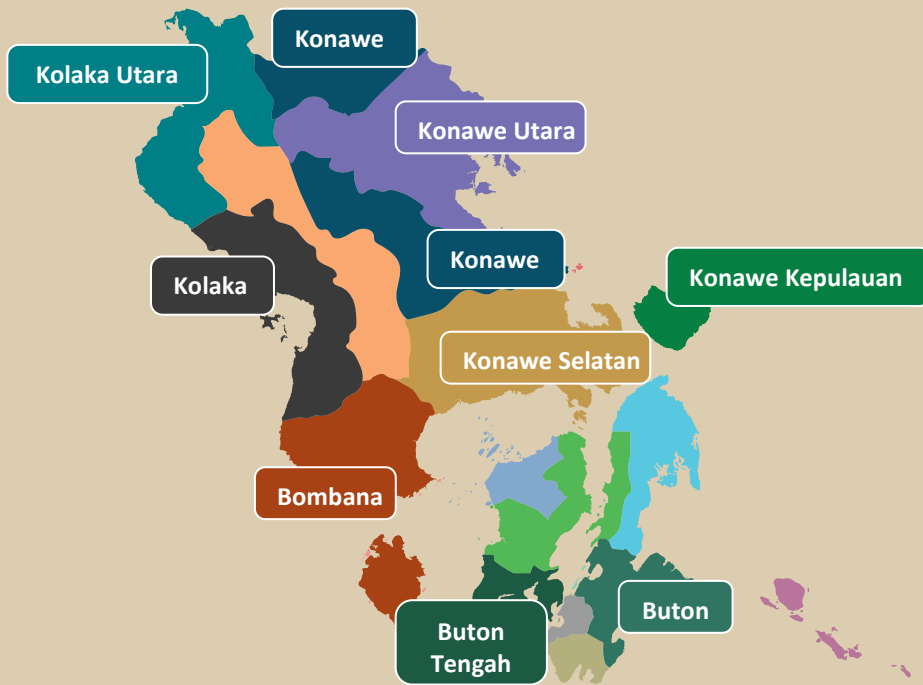 Konawe
Kolaka Utara
Konawe Utara
Konawe
Konawe Kepulauan
Kolaka
Konawe Selatan
Bombana
Buton
Buton
Tengah